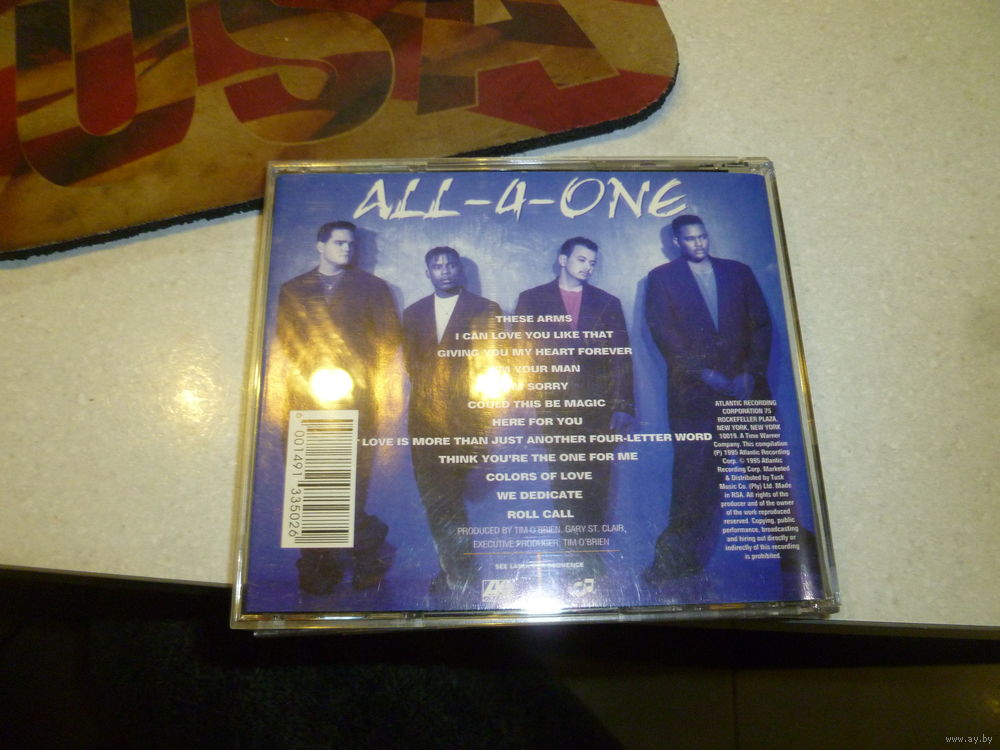 USA
ALL-4-ONE
THESE ARMS
I CAN LOVE YOU LIKE THAT
GIVING YOU MY HEART FOREVER
I'M YOUR MAN
I'M SORRY
COULD THIS BE MAGIC
HERE FOR YOU
LOVE IS MORE THAN JUST ANOTHER FOUR-LETTER WORD
THINK YOU'RE THE ONE FOR ME
COLORS OF LOVE
WE DEDICATE
ROLL CALL
PRODUCED BY TIM O'BRIEN, GARY ST. CLAIR,
EXECUTIVE PRODUCER: TIM O'BRIEN
SEE SEQUENCE
ATLANTIC RECORDING
CORPORATION 75
ROCKEFELLER PLAZA,
NEW YORK, NEW YORK
10019. A Time Warner
Company. This compilation
(P) 1995 Atlantic Recording
Corp. © 1995 Atlantic
Recording Corp. Marketed
& Distributed by Tusk
Music Co. (Pty) Ltd. Made
in RSA. All rights of the
producer and of the owner
of the work reproduced
reserved. Copying, public
performance, broadcasting
and hiring out directly or
indirectly of this recording
is prohibited.
6 001491 335026
www.ay.by